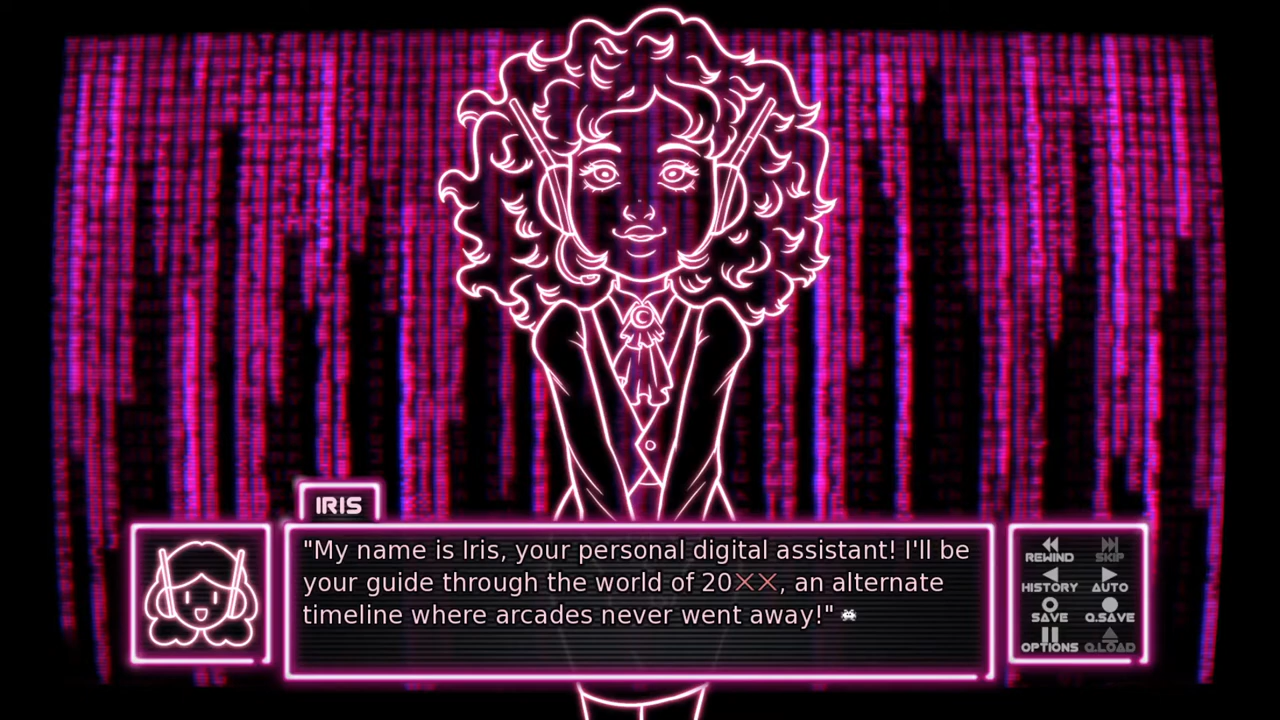 ©
IRIS
"My name is Iris, your personal digital assistant! I'll be
your guide through the world of 20XX, an alternate
timeline where arcades never went away!"
REWIND SKIP
HISTORY AUTO
SAVE Q.SAVE
OPTIONS Q.LOAD